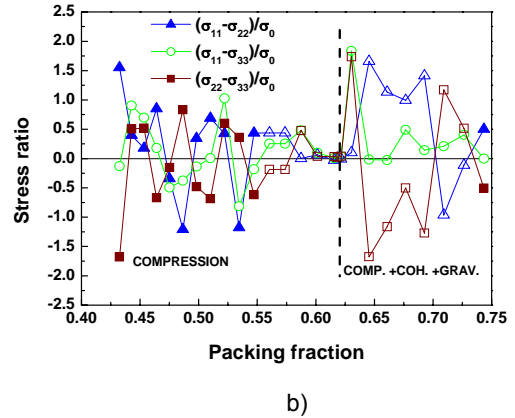 (σ11-σ22)/σ0
(σ11-σ33)/σ0
(σ22-σ33)/σ0
2.5
2.0
1.5
1.0
0.5
0.0
-0.5
-1.0
-1.5
-2.0
-2.5
Stress ratio
COMPRESSION
COMP. +COH. +GRAV.
0.40 0.45 0.50 0.55 0.60 0.65 0.70 0.75
Packing fraction
b)